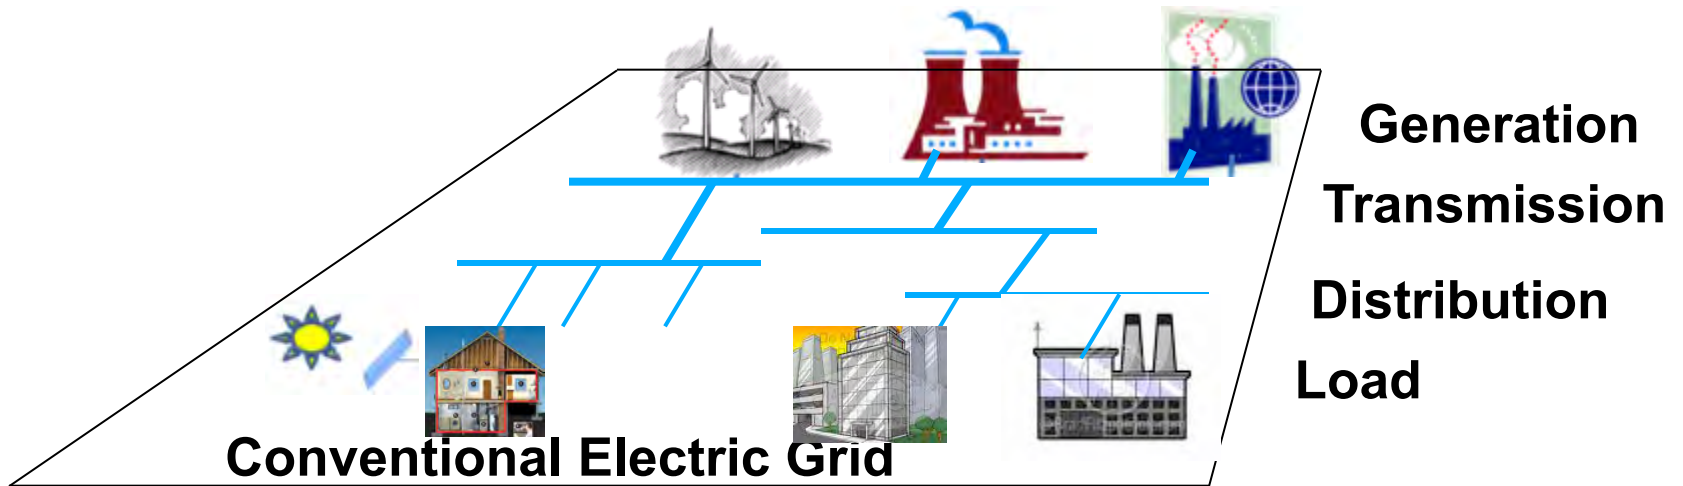 Generation
Transmission
Distribution
Load
Conventional Electric Grid